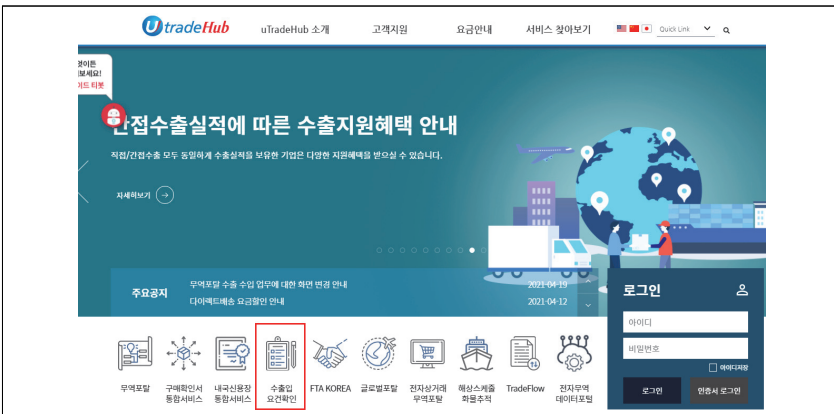 UtradeHub
uTradeHub 소개
고객지원
요금안내
서비스 찾아보기
Quick Link
간접수출실적에 따른 수출지원혜택 안내
직접/간접수출 모두 동일하게 수출실적을 보유한 기업은 다양한 지원혜택을 받으실 수 있습니다.
자세히보기
주요공지
무역포탈 수출 수입 업무에 대한 화면 변경 안내
2021-04-19
다이렉트배송 요금할인 안내
2021-04-12
로그인
아이디
비밀번호
아이디저장
로그인
인증서 로그인
무역포탈
구매확인서
통합서비스
내국신용장
통합서비스
수출입
요건확인
FTA KOREA
글로벌포탈
전자상거래
무역포탈
해상스케줄
화물추적
TradeFlow
전자무역
데이터포털